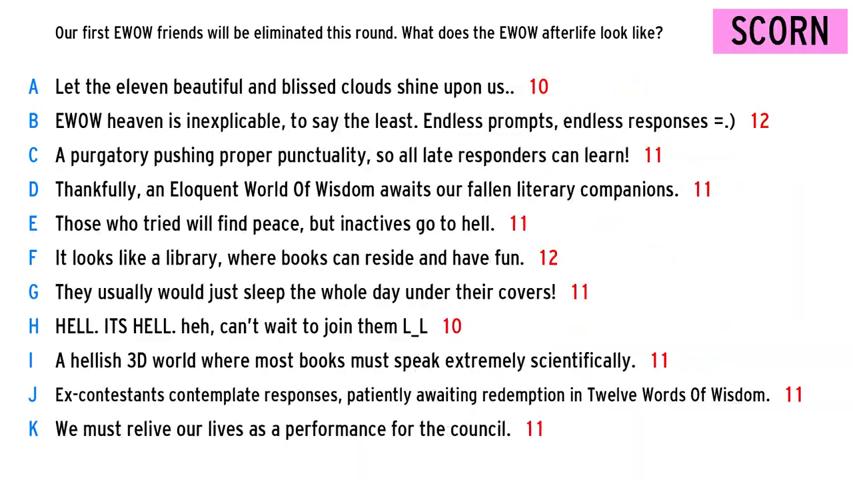 Our first EWOW friends will be eliminated this round. What does the EWOW afterlife look like?
SCORN
A Let the eleven beautiful and blissed clouds shine upon us.. 10
B EWOW heaven is inexplicable, to say the least. Endless prompts, endless responses =.) 12
C A purgatory pushing proper punctuality, so all late responders can learn! 11
D Thankfully, an Eloquent World Of Wisdom awaits our fallen literary companions. 11
E Those who tried will find peace, but inactives go to hell. 11
F It looks like a library, where books can reside and have fun. 12
G They usually would just sleep the whole day under their covers! 11
H HELL. ITS HELL. heh, can't wait to join them L_L 10
I A hellish 3D world where most books must speak extremely scientifically. 11
J Ex-contestants contemplate responses, patiently awaiting redemption in Twelve Words Of Wisdom. 11
K We must relive our lives as a performance for the council. 11